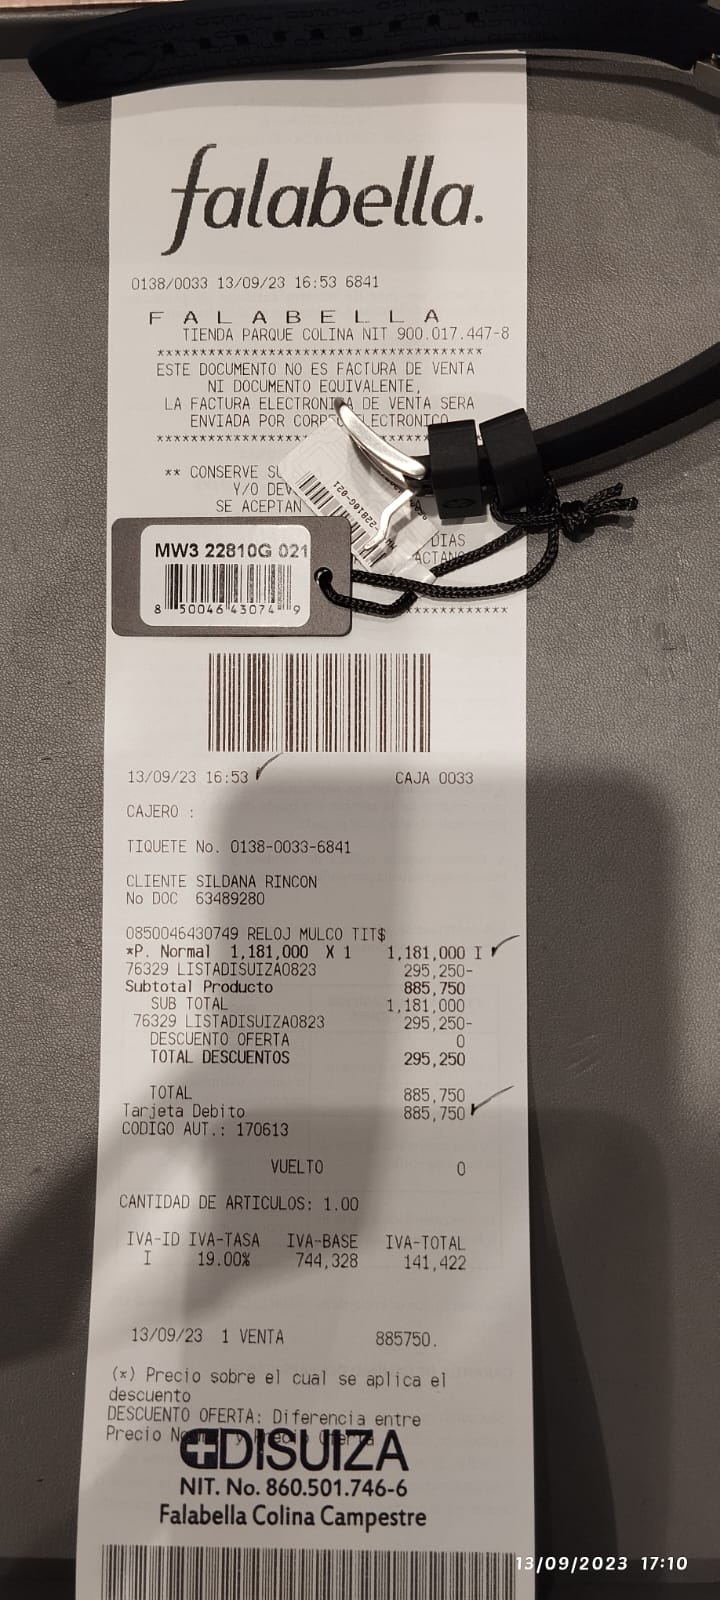 falabella.
0138/0033 13/09/23 16:53 6841
FALABELLA
TIENDA PARQUE COLINA NIT 900.017.447-8
************************************
ESTE DOCUMENTO NO ES FACTURA DE VENTA
NI DOCUMENTO EQUIVALENTE,
LA FACTURA ELECTRONICA DE VENTA SERA
ENVIADA POR CORREO ELECTRONICO
** CONSERVE SU
Y/O DEV
SE ACEPTAN
22810G-021
DIAS
MW3 22810G 021
8 50046 43074 9
13/09/23 16:53 CAJA 0033
CAJERO :
TIQUETE No. 0138-0033-6841
CLIENTE SILDANA RINCON
No DOC 63489280
0850046430749 RELOJ MULCO TIT$
*P. Normal 1,181,000 X 1 1,181,000 I
76329 LISTADISUIZA0823 295,250-
Subtotal Producto 885,750
SUB TOTAL 1,181,000
76329 LISTADISUIZA0823 295,250-
DESCUENTO OFERTA 0
TOTAL DESCUENTOS 295,250
TOTAL 885,750
Tarjeta Debito 885,750
CODIGO AUT.: 170613
VUELTO 0
CANTIDAD DE ARTICULOS: 1.00
IVA-ID IVA-TASA IVA-BASE IVA-TOTAL
I 19.00% 744,328 141,422
13/09/23 1 VENTA 885750.
(*) Precio sobre el cual se aplica el
descuento
DESCUENTO OFERTA: Diferencia entre
Precio Normal y Precio Oferta
DISUIZA
NIT. No. 860.501.746-6
Falabella Colina Campestre
13/09/2023 17:10